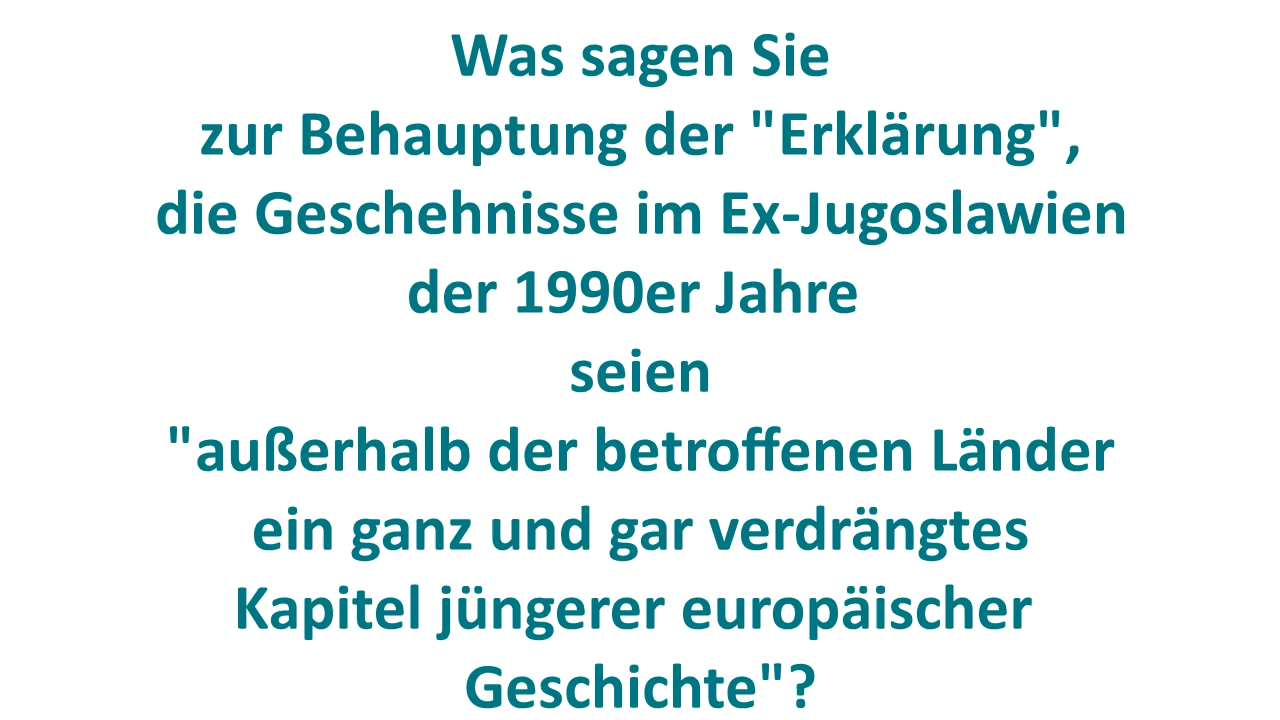 Was sagen Sie
zur Behauptung der "Erklärung",
die Geschehnisse im Ex-Jugoslawien
der 1990er Jahre
seien
"außerhalb der betroffenen Länder
ein ganz und gar verdrängtes
Kapitel jüngerer europäischer
Geschichte"?